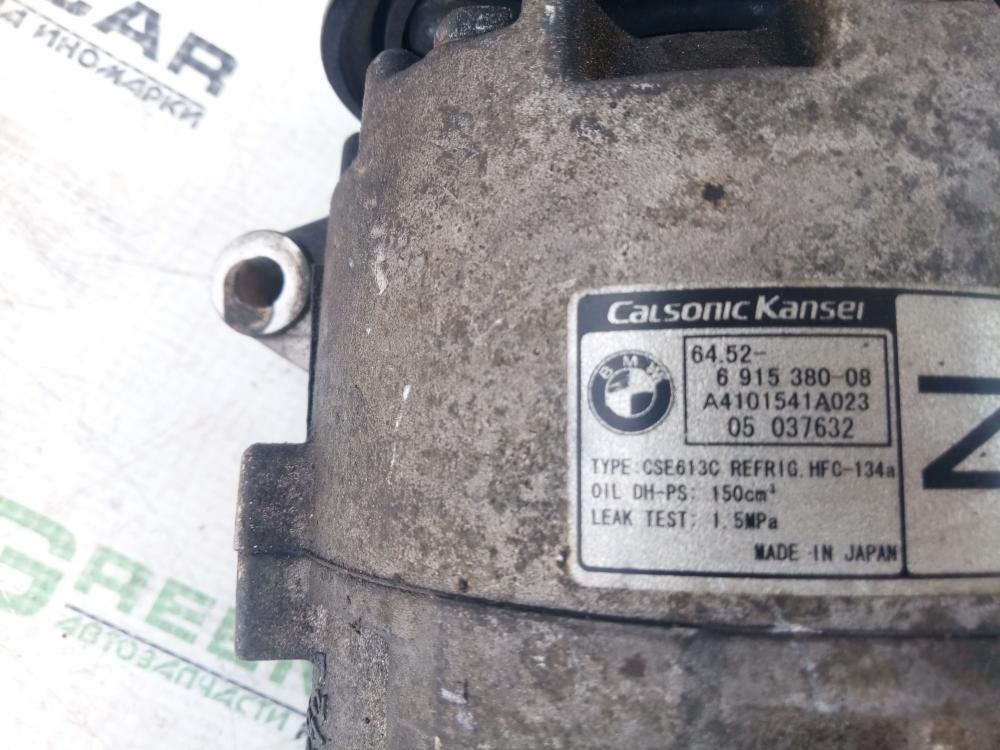 AR
А ИНОМАРКИ
Calsonic Kansei
BMW
64.52-
6 915 380-08
A4101541A023
05 037632
TYPE:CSE613C REFRIG.HFC-134a
OIL DH-PS: 150cm³
LEAK TEST: 1.5MPa
MADE IN JAPAN
GREEN
АВТОЗАПЧАСТИ